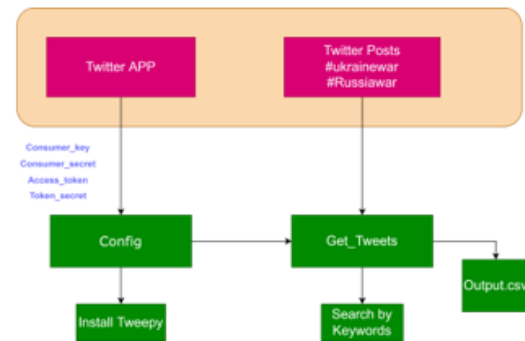 Twitter APP
Twitter Posts
#ukrainewar
#Russiawar
Consumer_key
Consumer_secret
Access_token
Token_secret
Config
Get_Tweets
Output.csv
Install Tweepy
Search by
Keywords